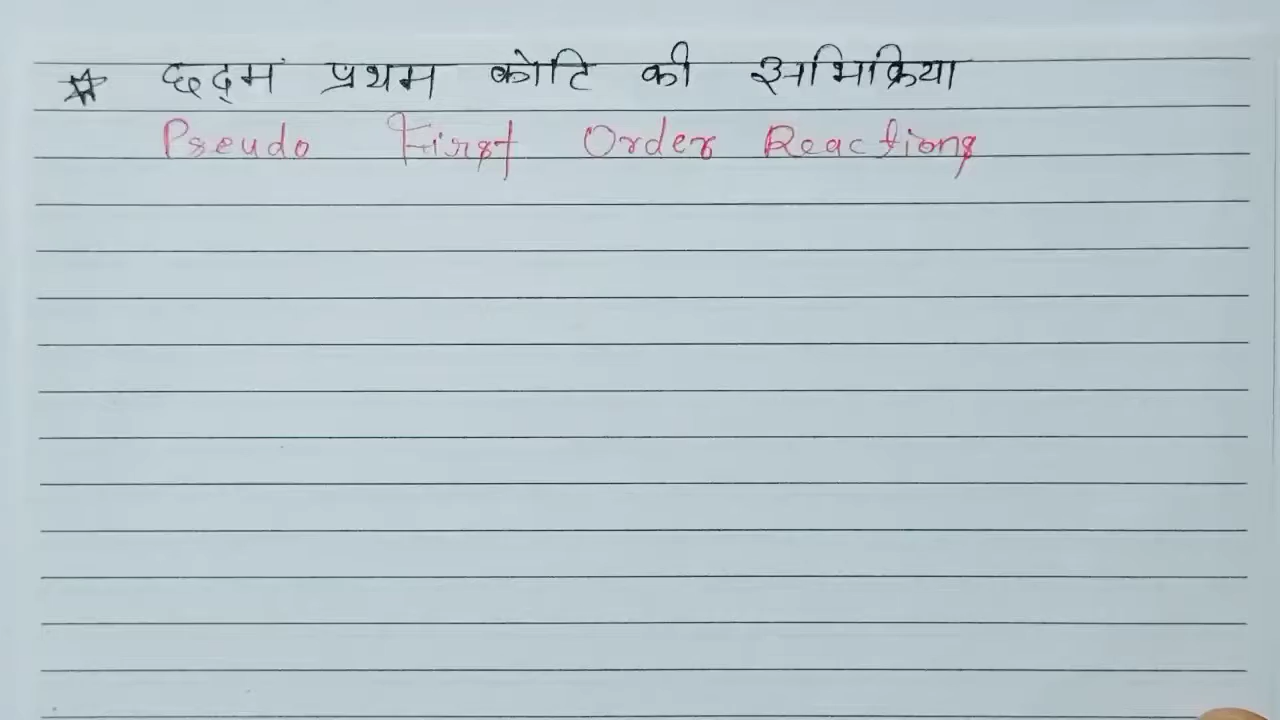 ☆ छद्म प्रथम कोटि की अभिक्रिया
Pseudo First Order Reactions